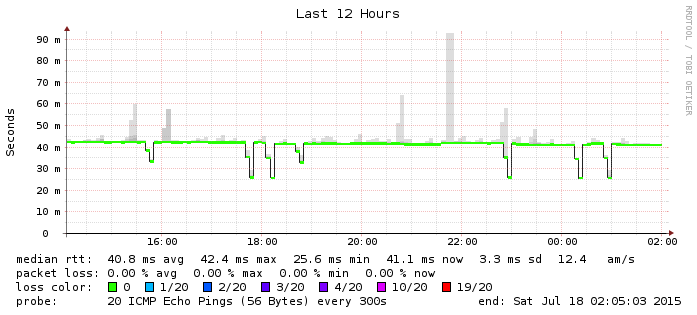 Last 12 Hours
RRDTOOL / TOBI OETIKER
Seconds
90 m
80 m
70 m
60 m
50 m
40 m
30 m
20 m
10 m
0
16:00 18:00 20:00 22:00 00:00 02:00
median rtt: 40.8 ms avg 42.4 ms max 25.6 ms min 41.1 ms now 3.3 ms sd 12.4 am/s
packet loss: 0.00 % avg 0.00 % max 0.00 % min 0.00 % now
loss color: 0 1/20 2/20 3/20 4/20 10/20 19/20
probe: 20 ICMP Echo Pings (56 Bytes) every 300s end: Sat Jul 18 02:05:03 2015